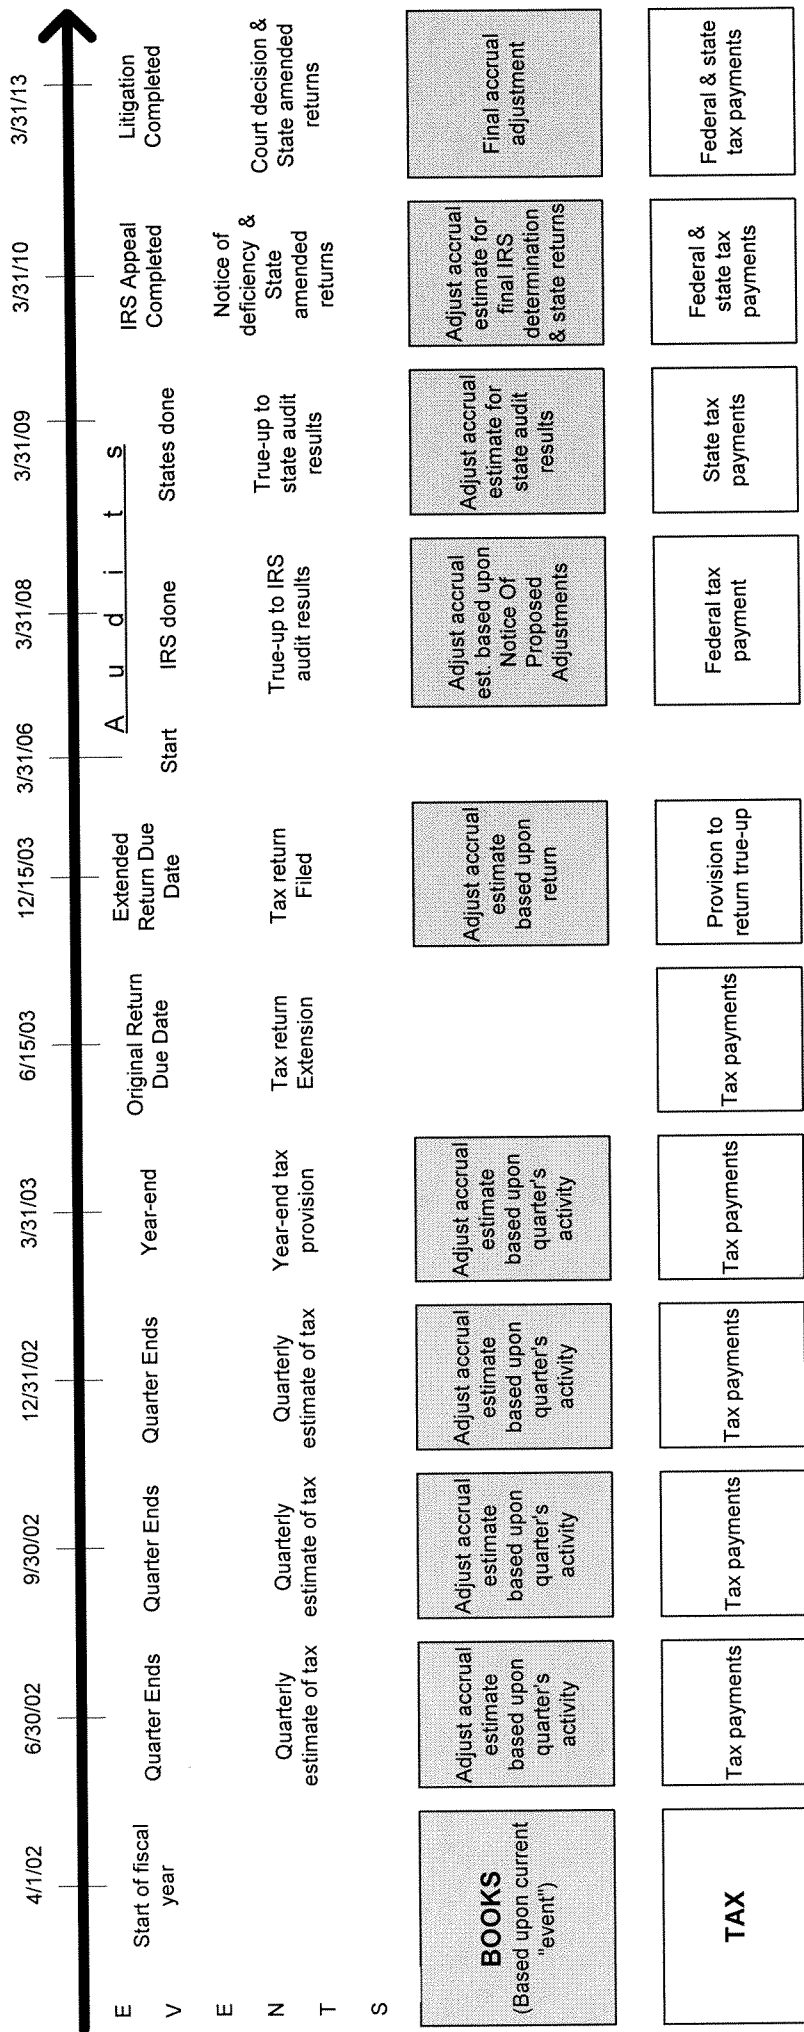 4/1/02
6/30/02
9/30/02
12/31/02
3/31/03
6/15/03
12/15/03
3/31/06
3/31/08
3/31/09
3/31/10
3/31/13
E
V
E
N
T
S
Start of fiscal
year
Quarter Ends
Quarter Ends
Quarter Ends
Year-end
Original Return
Due Date
Extended
Return Due
Date
Audits
Start
IRS done
States done
IRS Appeal
Completed
Litigation
Completed
Quarterly
estimate of tax
Quarterly
estimate of tax
Quarterly
estimate of tax
Year-end tax
provision
Tax return
Extension
Tax return
Filed
True-up to IRS
audit results
True-up to
state audit
results
Notice of
deficiency &
State
amended
returns
Court decision &
State amended
returns
BOOKS
(Based upon current
"event")
Adjust accrual
estimate
based upon
quarter's
activity
Adjust accrual
estimate
based upon
quarter's
activity
Adjust accrual
estimate
based upon
quarter's
activity
Adjust accrual
estimate
based upon
quarter's
activity
Adjust accrual
estimate
based upon
return
Adjust accrual
est. based upon
Notice Of
Proposed
Adjustments
Adjust accrual
estimate for
state audit
results
Adjust accrual
estimate for
final IRS
determination
& state returns
Final accrual
adjustment
TAX
Tax payments
Tax payments
Tax payments
Tax payments
Tax payments
Provision to
return true-up
Federal tax
payment
State tax
payments
Federal &
state tax
payments
Federal & state
tax payments